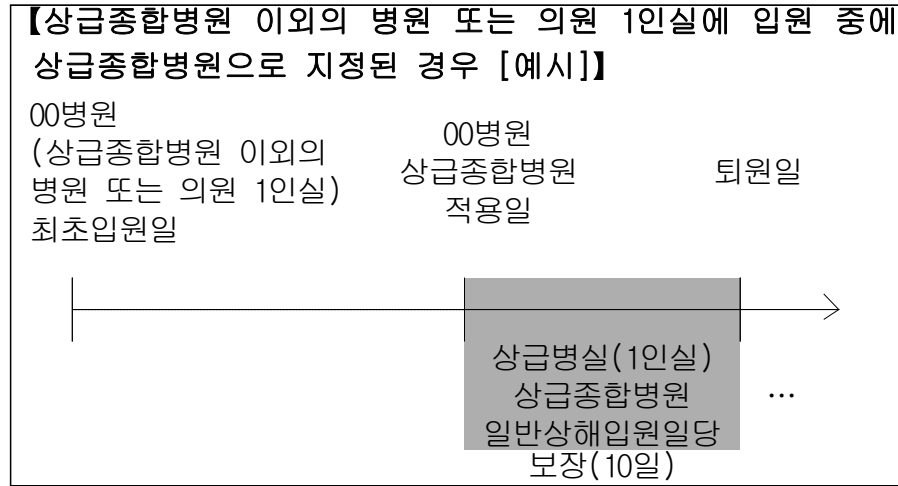 【상급종합병원 이외의 병원 또는 의원 1인실에 입원 중에
상급종합병원으로 지정된 경우 [예시]】
00병원
(상급종합병원 이외의
병원 또는 의원 1인실)
최초입원일
00병원
상급종합병원
적용일
퇴원일
상급병실(1인실)
상급종합병원
일반상해입원일당
보장(10일)
…